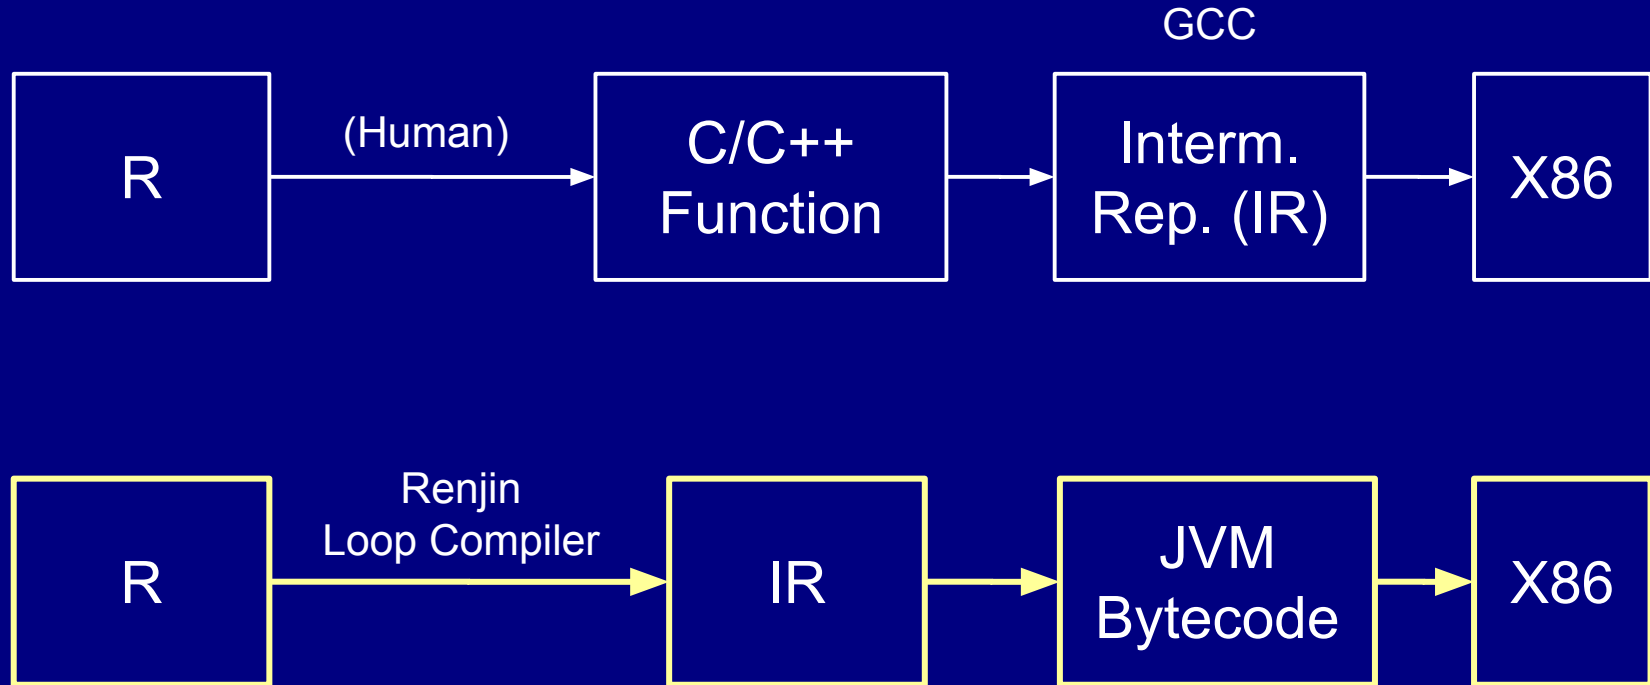 GCC
R
(Human)
C/C++
Function
Interm.
Rep. (IR)
X86
R
Renjin
Loop Compiler
IR
JVM
Bytecode
X86